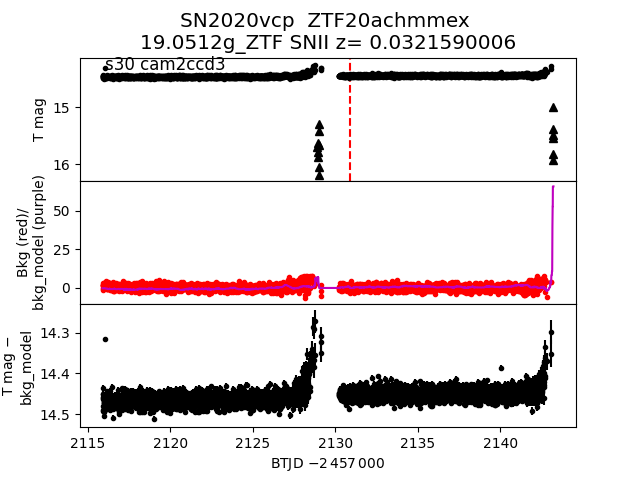 SN2020vcp  ZTF20achmmex
19.0512g_ZTF SNII z= 0.0321590006
s30 cam2ccd3
T mag
15
16
Bkg (red)/
bkg_model (purple)
50
25
0
T mag −
bkg_model
14.3
14.4
14.5
2115
2120
2125
2130
2135
2140
BTJD −2 457 000